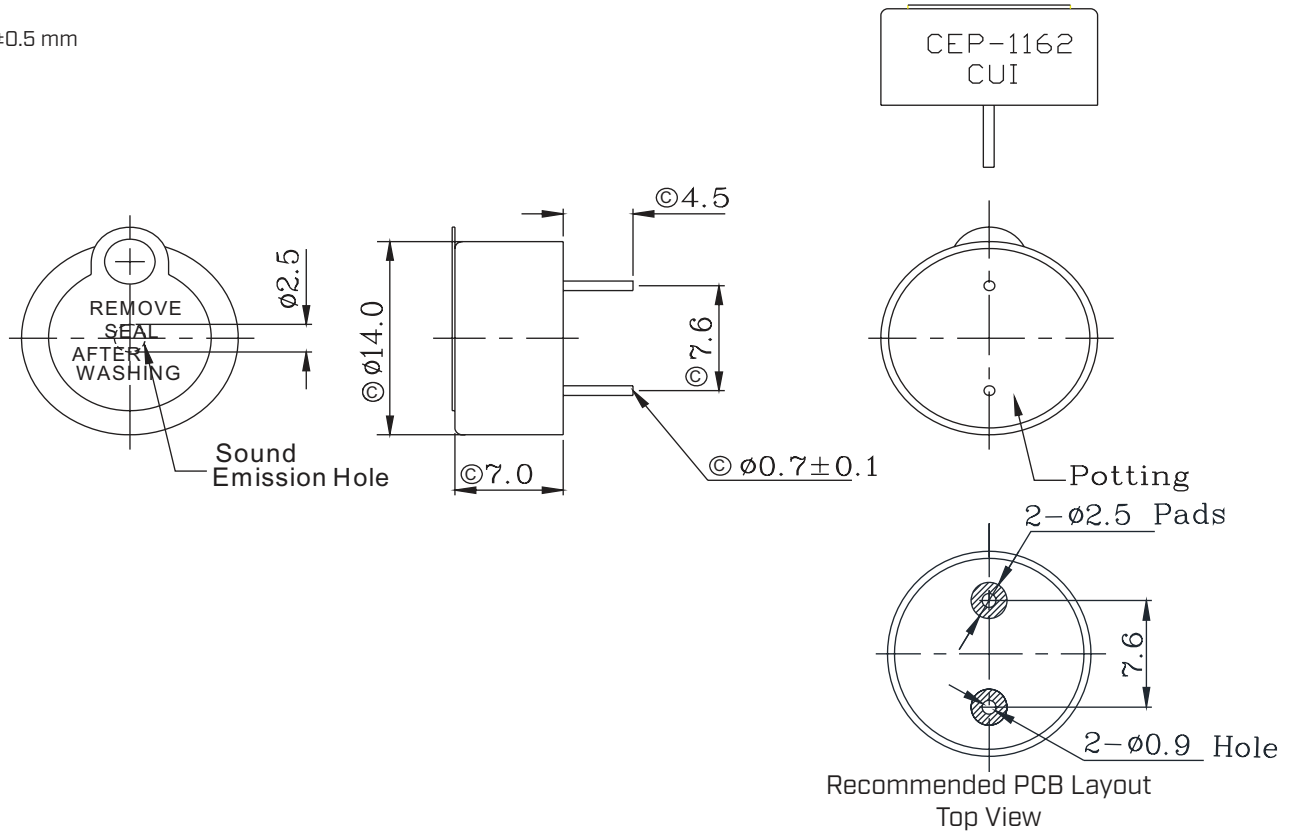 ±0.5 mm
CEP-1162
CUI
©4.5
ø2.5
©ø14.0
©7.6
REMOVE
SEAL
AFTER
WASHING
Sound
Emission Hole
©7.0
© ø0.7±0.1
Potting
2-ø2.5 Pads
7.6
2-ø0.9 Hole
Recommended PCB Layout
Top View